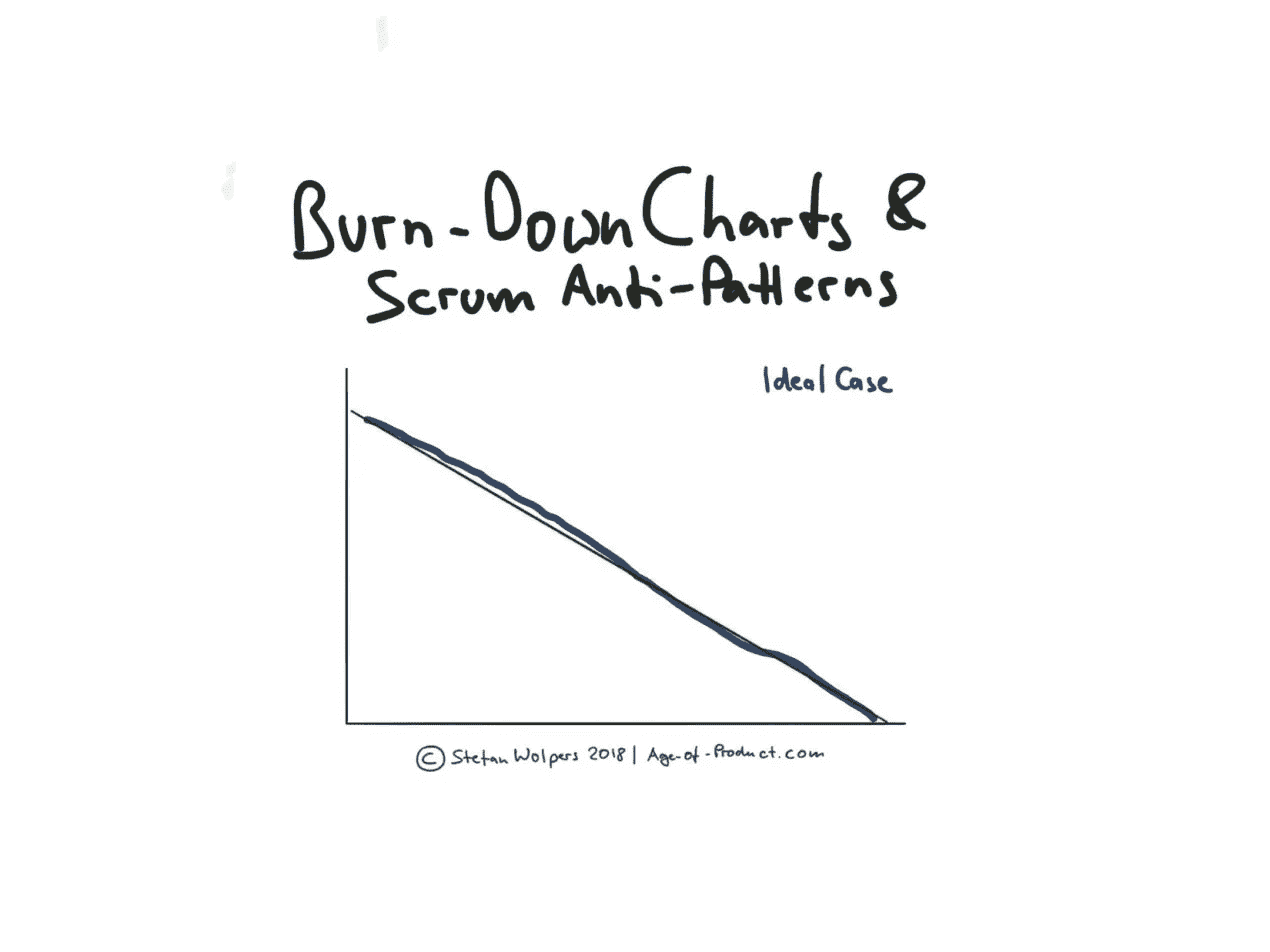 Burn-Down Charts &
Scrum Anti-Patterns
Ideal Case
© Stefan Wolpers 2018 | Age-of-Product.com